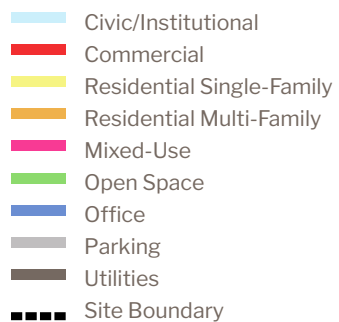 Civic/Institutional
Commercial
Residential Single-Family
Residential Multi-Family
Mixed-Use
Open Space
Office
Parking
Utilities
Site Boundary